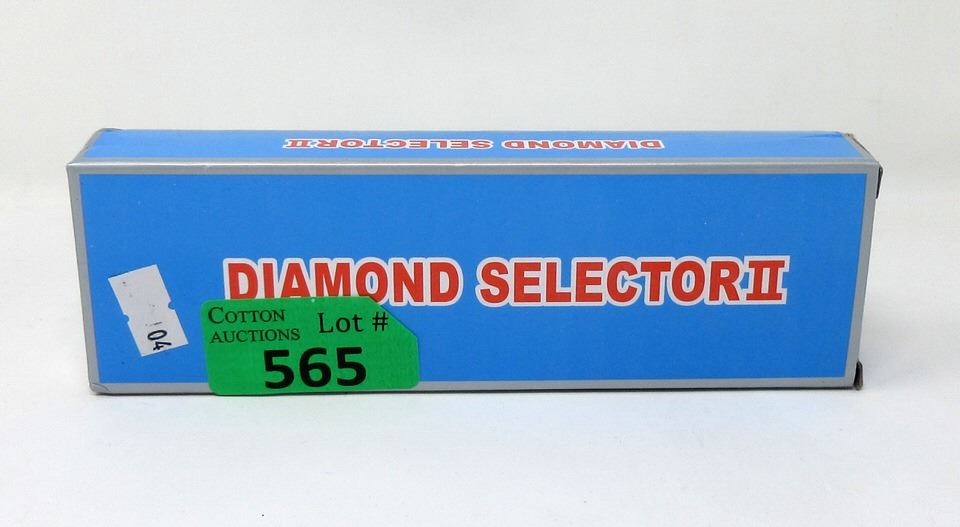 DIAMOND SELECTOR II
DIAMOND SELECTOR II
COTTON
AUCTIONS
Lot #
565
04